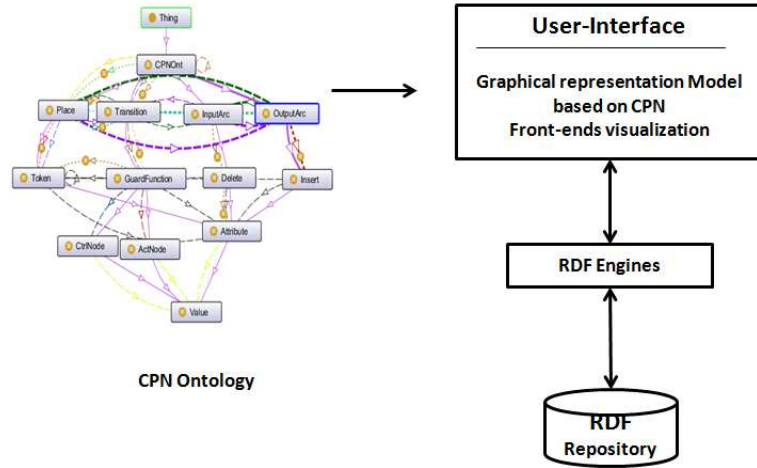 Thing
CPNOnt
Place
Transition
InputArc
OutputArc
Token
GuardFunction
Delete
Insert
Attribute
CtrlNode
ActNode
Value
CPN Ontology
User-Interface
Graphical representation Model
based on CPN
Front-ends visualization
RDF Engines
RDF
Repository